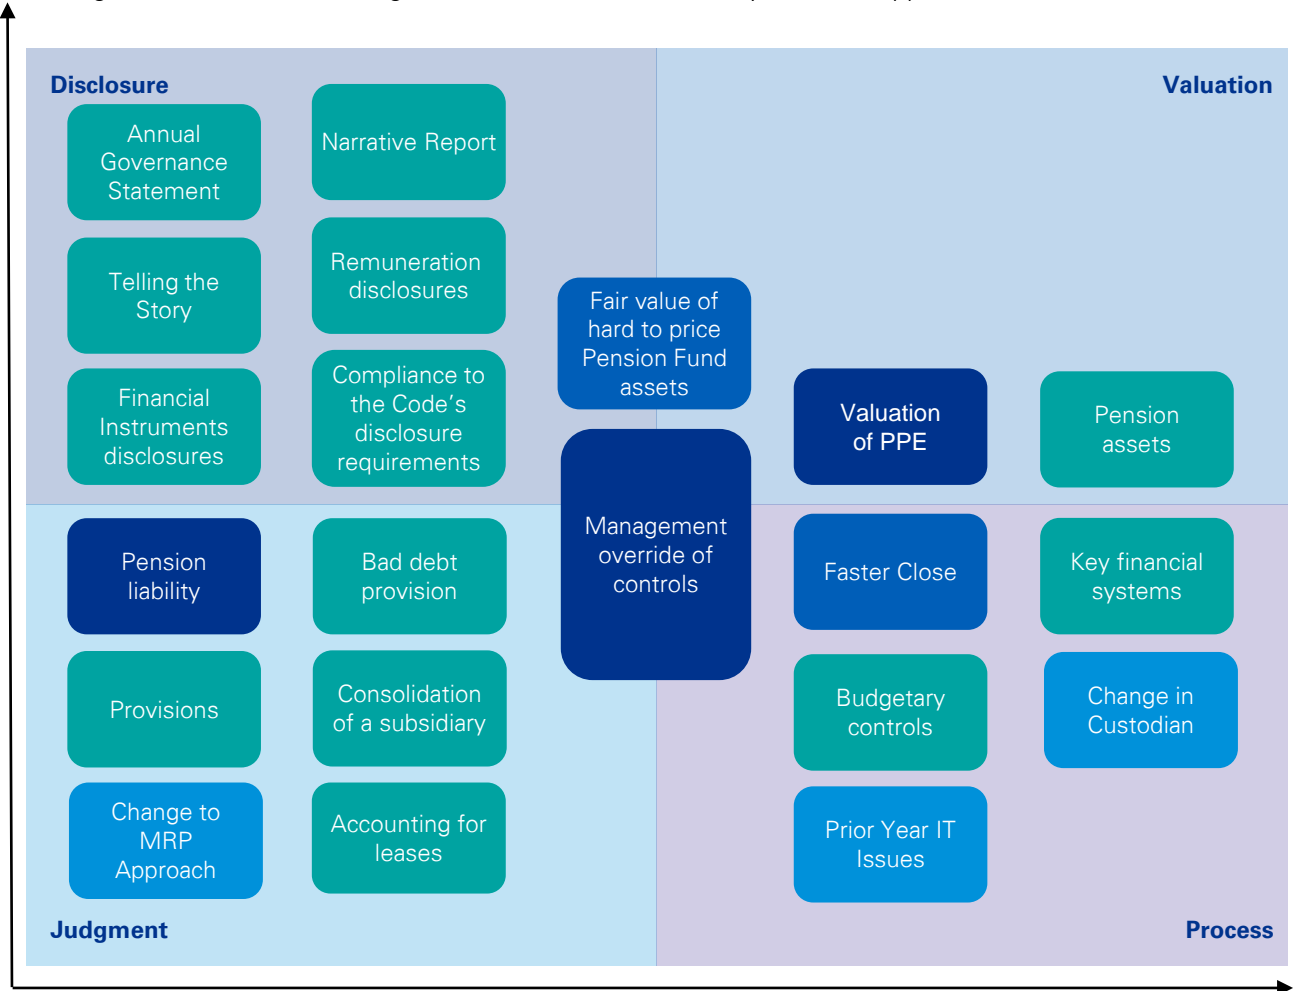 Disclosure
Valuation
Annual
Governance
Statement
Narrative Report
Telling the
Story
Remuneration
disclosures
Financial
Instruments
disclosures
Compliance to
the Code's
disclosure
requirements
Fair value of
hard to price
Pension Fund
assets
Valuation
of PPE
Pension
assets
Management
override of
controls
Pension
liability
Bad debt
provision
Faster Close
Key financial
systems
Provisions
Consolidation
of a subsidiary
Budgetary
controls
Change in
Custodian
Change to
MRP
Approach
Accounting for
leases
Prior Year IT
Issues
Judgment
Process